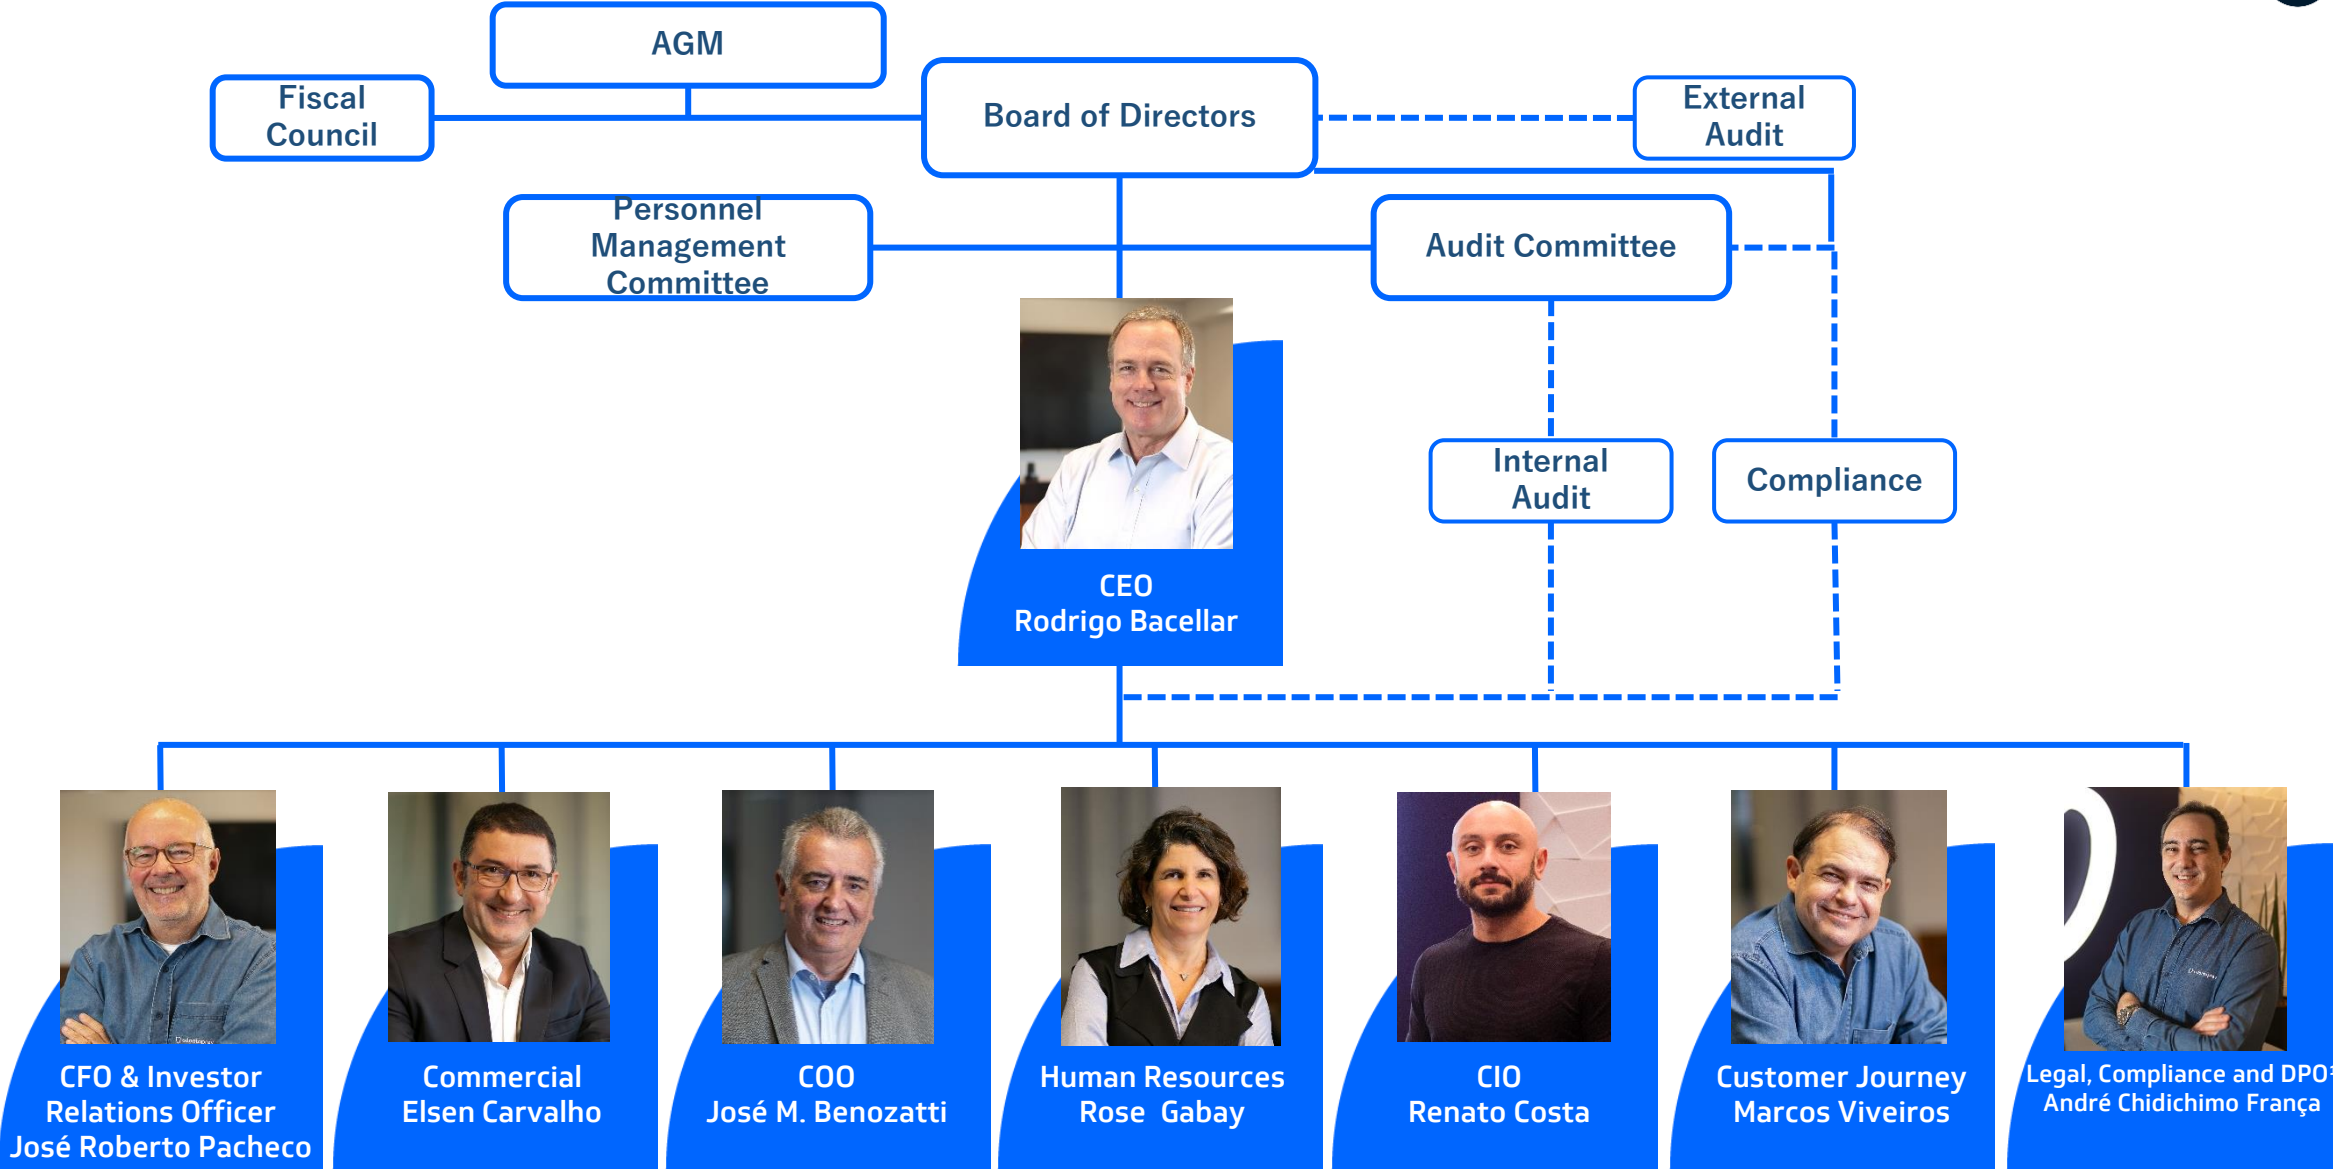 AGM
Fiscal
Council
Board of Directors
External
Audit
Personnel
Management
Committee
Audit Committee
Internal
Audit
Compliance
CEO
Rodrigo Bacellar
CFO & Investor
Relations Officer
José Roberto Pacheco
Commercial
Elsen Carvalho
COO
José M. Benozatti
Human Resources
Rose  Gabay
CIO
Renato Costa
Customer Journey
Marcos Viveiros
Legal, Compliance and DPO
André Chidichimo França